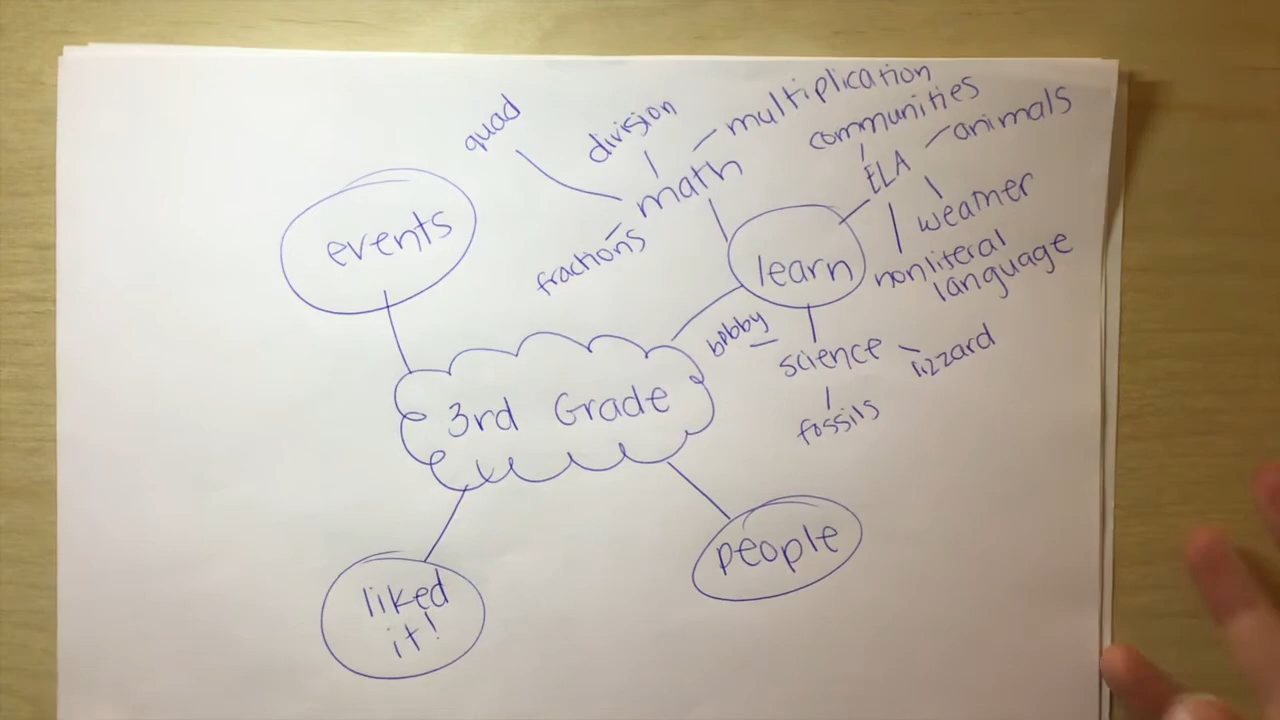 quad
division
multiplication
communities
animals
math
ELA
weather
fractions
nonliteral
language
events
learn
bobby
science
lizzard
fossils
3rd Grade
people
liked
it!